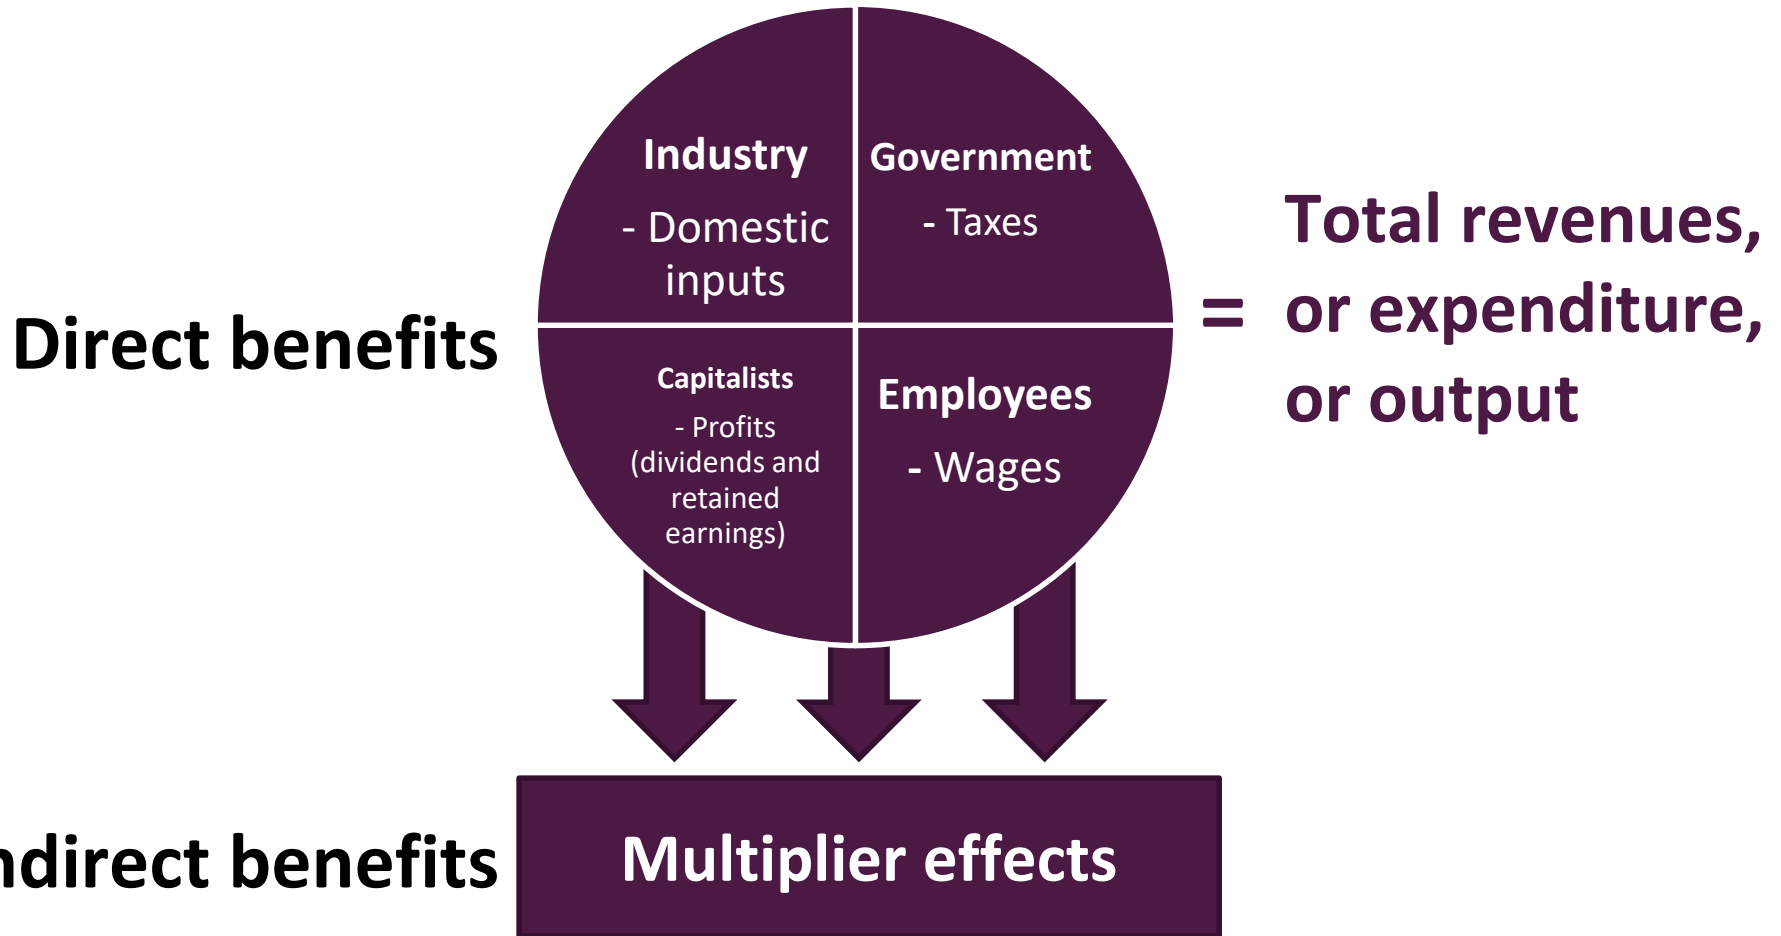 Industry
- Domestic
inputs
Government
- Taxes
Direct benefits
Capitalists
- Profits
(dividends and
retained
earnings)
Employees
- Wages
=
Total revenues,
or expenditure,
or output
ndirect benefits
Multiplier effects